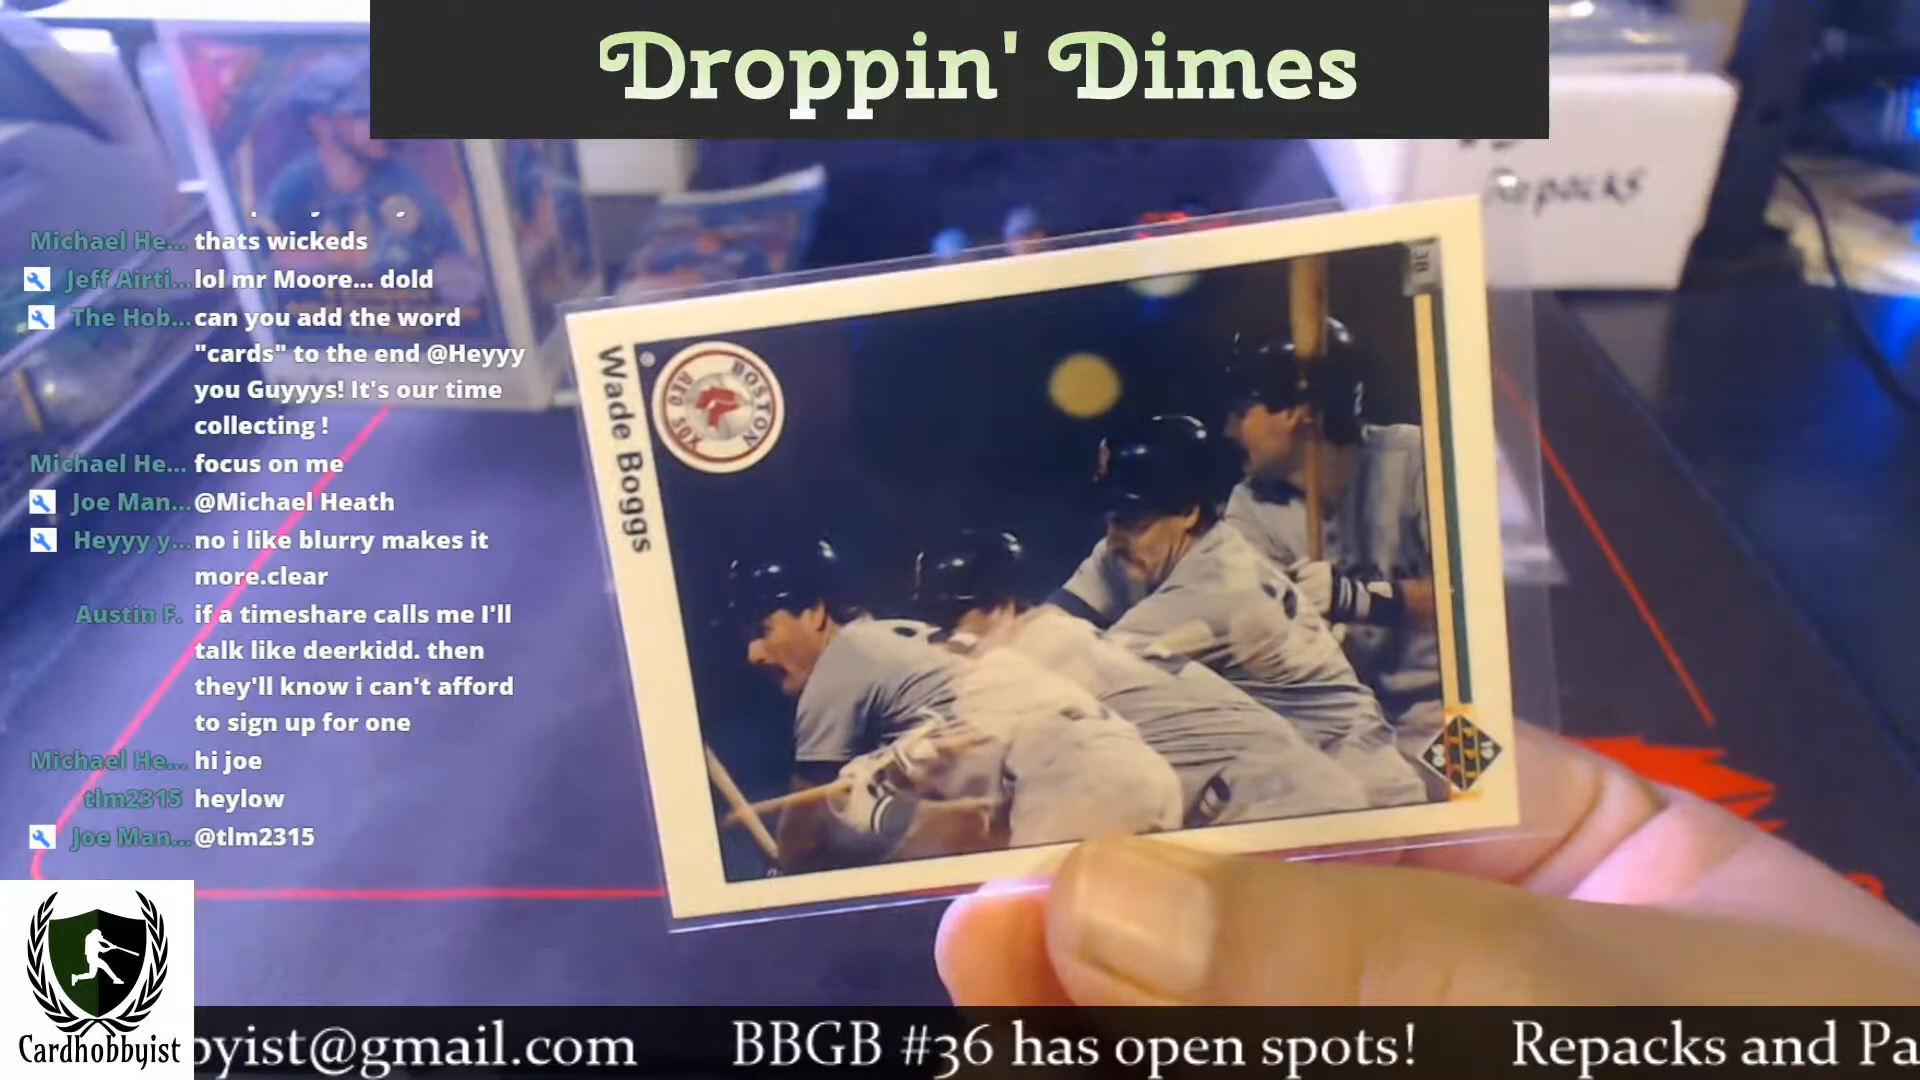 Droppin' Dimes
Repacks
Michael He... thats wickeds
Jeff Airti... lol mr Moore... dold
The Hob... can you add the word
"cards" to the end @Heyyy
you Guyyys! It's our time
collecting !
Michael He... focus on me
Joe Man... @Michael Heath
Heyyy y... no i like blurry makes it
more.clear
Austin F. if a timeshare calls me I'll
talk like deerkidd. then
they'll know i can't afford
to sign up for one
Michael He... hi joe
tlm2315 heylow
Joe Man... @tlm2315
Wade Boggs
BOSTON
RED SOX
3B
19 90
Cardhobbyist
byist@gmail.com BBGB #36 has open spots! Repacks and Pa